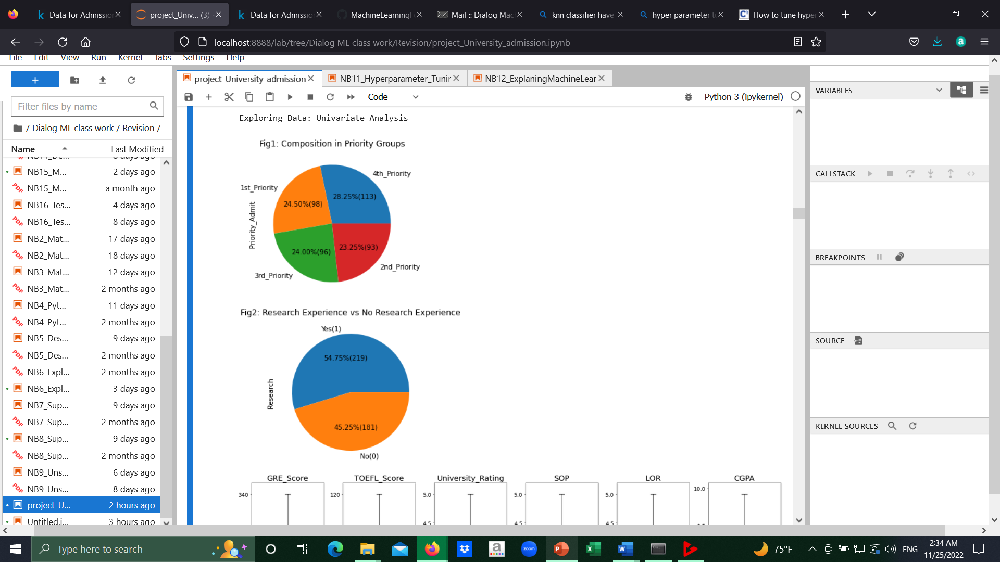 Data for Admissio
project_Univ... (3)
Data for Admissio
MachineLearningF
Mail :: Dialog Mac
knn classifier have
hyper parameter t
How to tune hyper
localhost:8888/lab/tree/Dialog ML class work/Revision/project_University_admission.ipynb
File Edit View Run Kernel Tabs Settings Help
Filter files by name
/ Dialog ML class work / Revision /
Name Last Modified
NB15_M... 2 days ago
NB15_M... a month ago
NB16_Tes... 4 days ago
NB16_Tes... 8 days ago
NB2_Mat... 17 days ago
NB2_Mat... 18 days ago
NB3_Mat... 12 days ago
NB3_Mat... 2 months ago
NB4_Pyt... 11 days ago
NB4_Pyt... 2 months ago
NB5_Des... 9 days ago
NB5_Des... 2 months ago
NB6_Expl... 2 months ago
NB6_Expl... 3 days ago
NB7_Sup... 9 days ago
NB7_Sup... 2 months ago
NB8_Sup... 9 days ago
NB8_Sup... 2 months ago
NB9_Uns... 6 days ago
NB9_Uns... 8 days ago
project_U... 2 hours ago
Untitled.i... 3 hours ago
project_University_admission
NB11_Hyperparameter_Tunir
NB12_ExplaningMachineLear
Code
Python 3 (ipykernel)
Exploring Data: Univariate Analysis
Fig1: Composition in Priority Groups
4th_Priority
1st_Priority
28.25%(113)
24.50%(98)
Priority_Admit
23.25%(93)
24.00%(96)
2nd_Priority
3rd_Priority
Fig2: Research Experience vs No Research Experience
Yes(1)
54.75%(219)
Research
45.25%(181)
No(0)
GRE_Score TOEFL_Score University_Rating SOP LOR CGPA
340 120 5.0 5.0 5.0 10.0
4.5 4.5 4.5
-
VARIABLES
CALLSTACK
BREAKPOINTS
SOURCE
KERNEL SOURCES
Type here to search
zoom
75°F
ENG
2:34 AM
11/25/2022